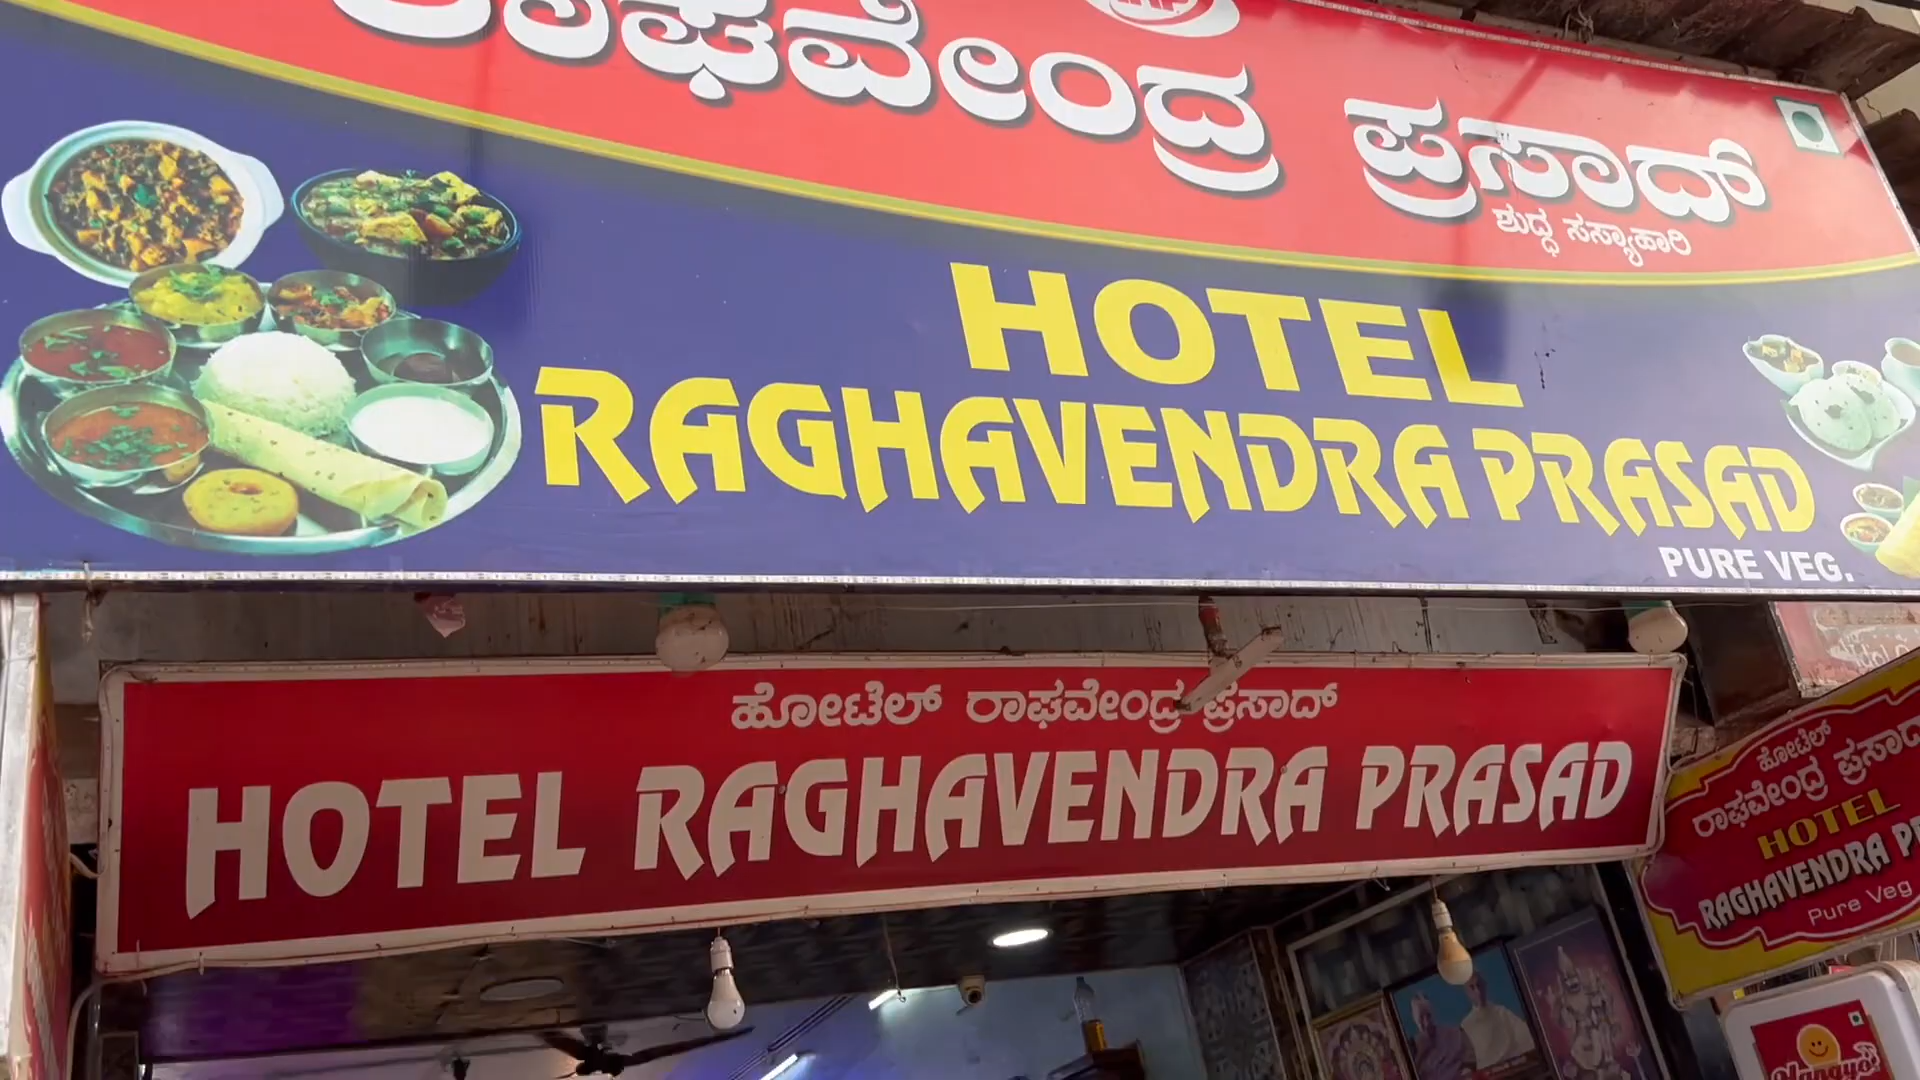 ರಾಘವೇಂದ್ರ ಪ್ರಸಾದ್
ಶುದ್ಧ ಸಸ್ಯಾಹಾರಿ
HOTEL
RAGHAVENDRA PRASAD
PURE VEG.
ಹೋಟೆಲ್ ರಾಘವೇಂದ್ರ ಪ್ರಸಾದ್
HOTEL RAGHAVENDRA PRASAD
ಹೋಟೆಲ್
ರಾಘವೇಂದ್ರ ಪ್ರಸಾದ್
HOTEL
RAGHAVENDRA
Pure Veg